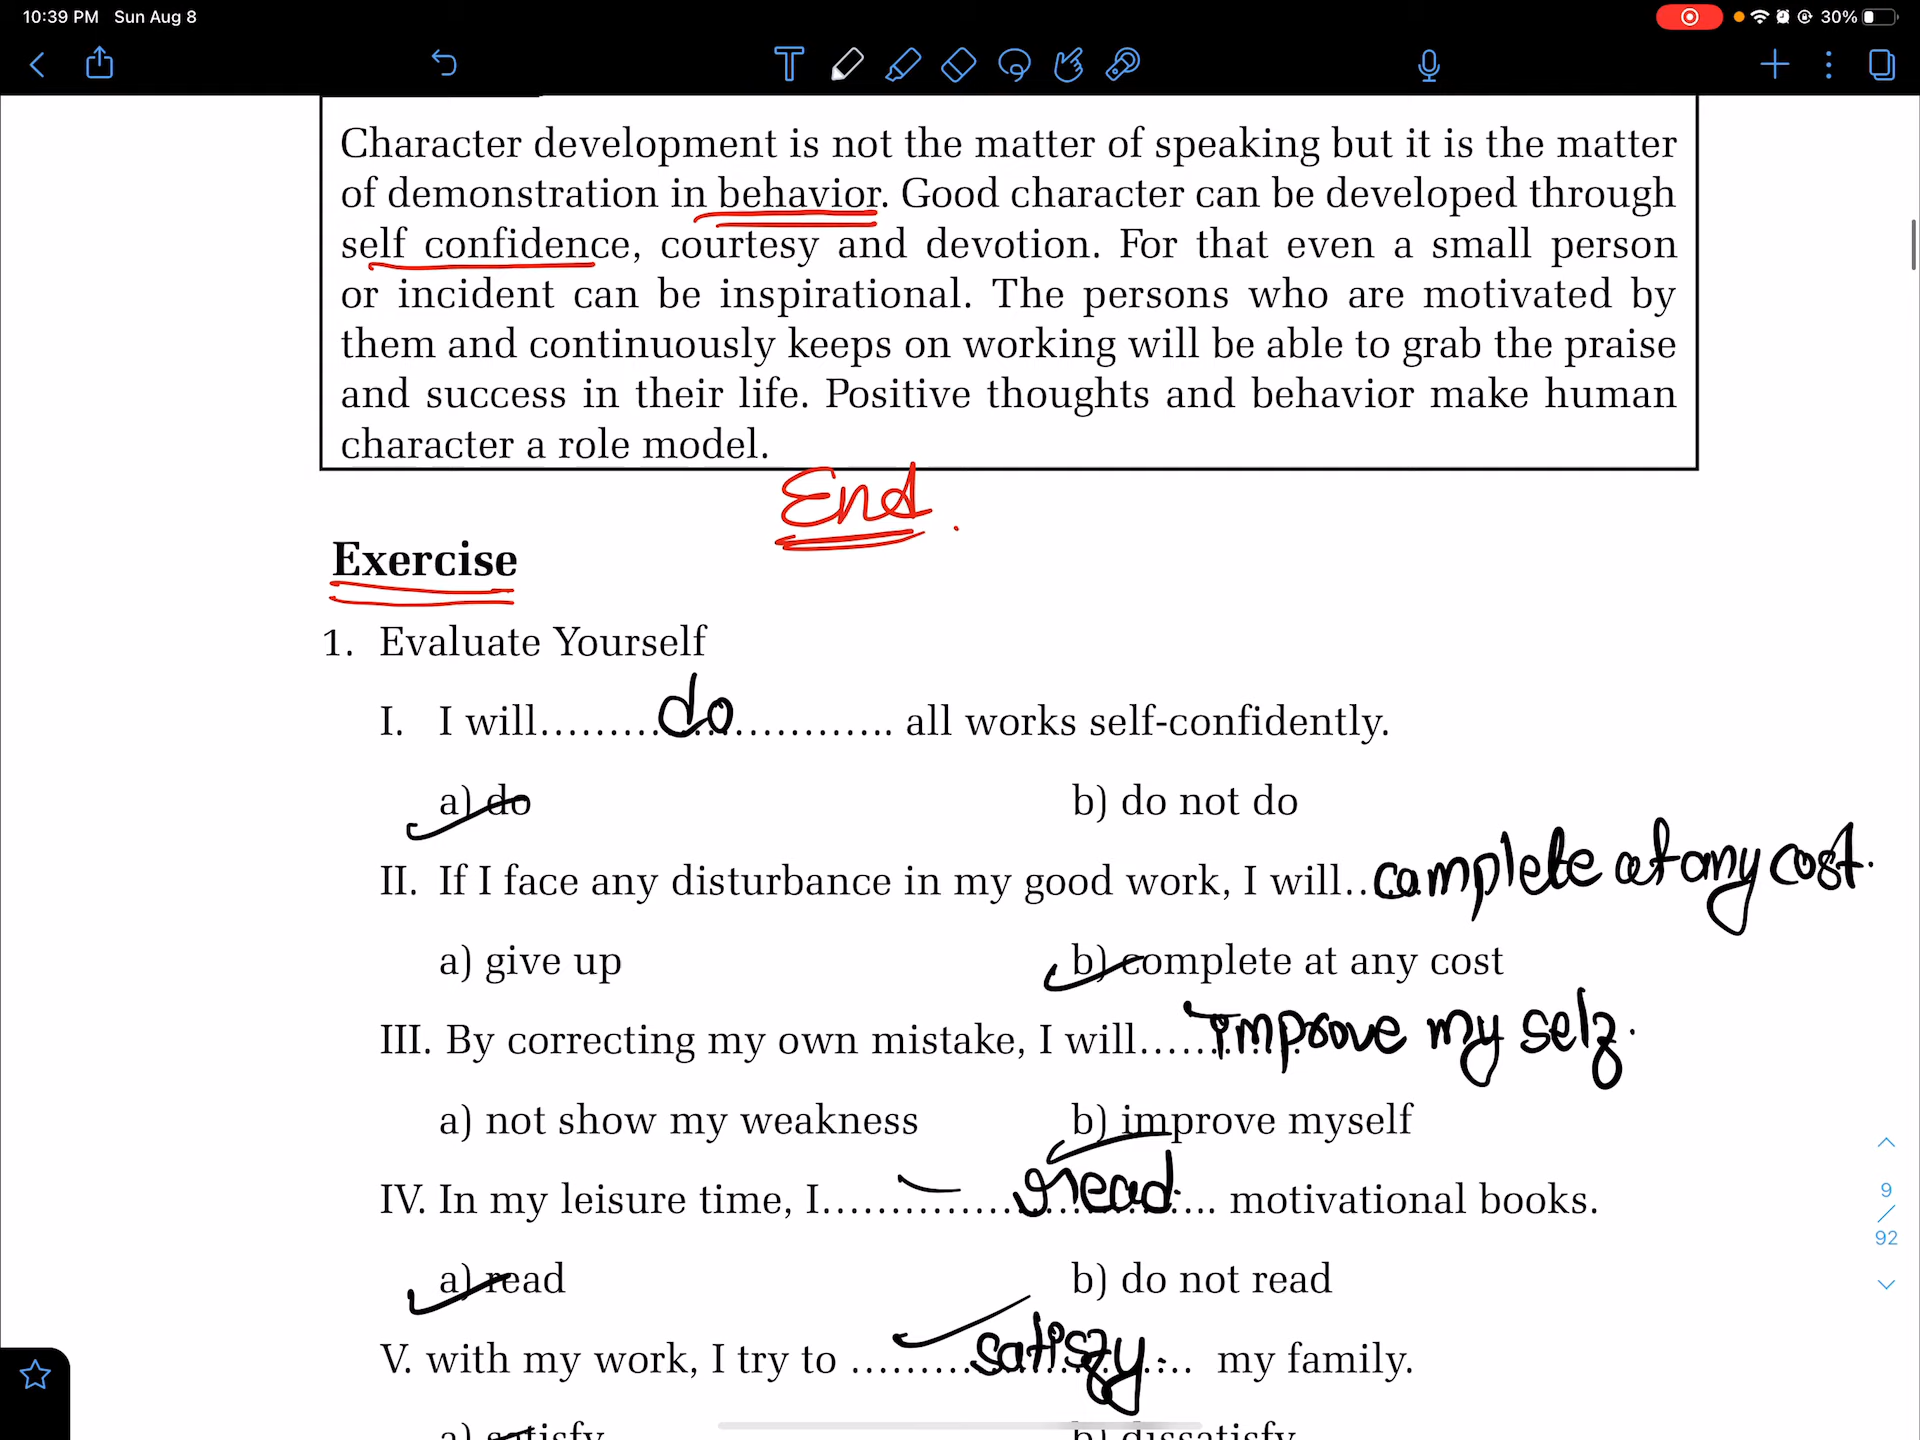 10:39 PM Sun Aug 8 30%
Character development is not the matter of speaking but it is the matter
of demonstration in behavior. Good character can be developed through
self confidence, courtesy and devotion. For that even a small person
or incident can be inspirational. The persons who are motivated by
them and continuously keeps on working will be able to grab the praise
and success in their life. Positive thoughts and behavior make human
character a role model.
End
Exercise
1. Evaluate Yourself
I. I will.........do............. all works self-confidently.
a) do b) do not do
II. If I face any disturbance in my good work, I will.. complete at any cost.
a) give up b) complete at any cost
III. By correcting my own mistake, I will...... improve my self.
a) not show my weakness b) improve myself
IV. In my leisure time, I............read... motivational books.
a) read b) do not read
9
/
92
V. with my work, I try to .........satisfy... my family.
a) satisfy b) dissatisfy